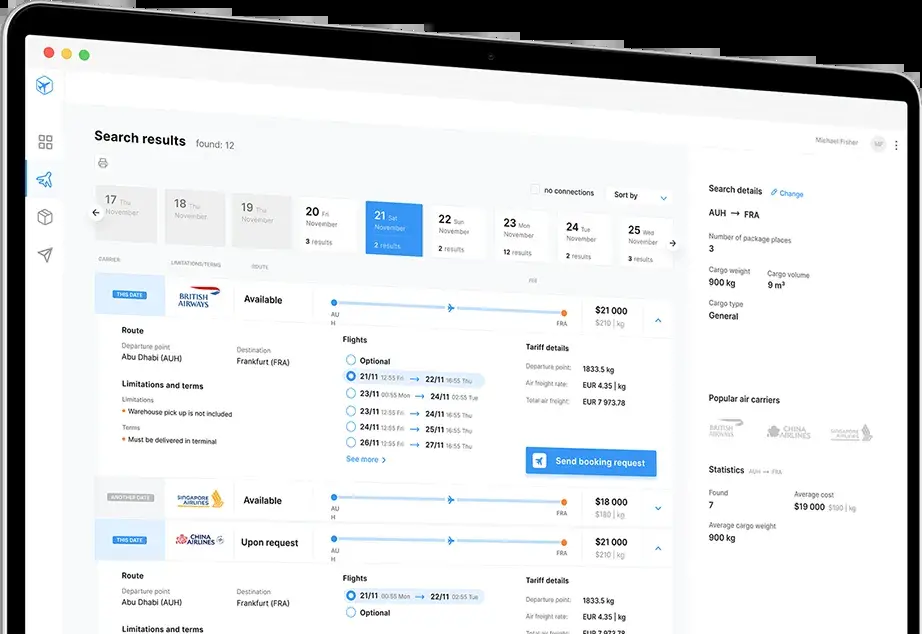 Michael Fisher MF
Search results found: 12
no connections Sort by
17 Thu November
18 Thu November
19 Thu November
20 Fri November 3 results
21 Sat November 2 results
22 Sun November 2 results
23 Mon November 12 results
24 Tue November 2 results
25 Wed November 3 results
CARRIER LIMITATIONS/TERMS ROUTE
THIS DATE BRITISH AIRWAYS Available AUH FRA $21 000 $210 | kg
Route
Departure point Destination
Abu Dhabi (AUH) Frankfurt (FRA)
Limitations and terms
Limitations
Warehouse pick up is not included
Terms
Must be delivered in terminal
Flights
Optional
21/11 12:55 Fri → 22/11 16:55 Thu
23/11 00:55 Mon → 24/11 02:55 Tue
23/11 12:55 Fri → 24/11 16:55 Thu
24/11 12:55 Fri → 25/11 16:55 Thu
26/11 12:55 Fri → 27/11 16:55 Thu
See more >
Tariff details
Departure point: 1833.5 kg
Air freight rate: EUR 4.35 | kg
Total air freight: EUR 7 973.78
Send booking request
ANOTHER DATE SINGAPORE AIRLINES Available AUH FRA $18 000 $180 | kg
THIS DATE CHINA AIRLINES Upon request AUH FRA $21 000 $210 | kg
Route
Departure point Destination
Abu Dhabi (AUH) Frankfurt (FRA)
Limitations and terms
Flights
21/11 00:55 Mon → 22/11 02:55 Tue
Optional
Tariff details
Departure point: 1833.5 kg
Air freight rate: EUR 4.35 | kg
Total air freight: EUR 7 973.78
Search details Change
AUH → FRA
Number of package places
3
Cargo weight Cargo volume
900 kg 9 m³
Cargo type
General
Popular air carriers
BRITISH AIRWAYS CHINA AIRLINES SINGAPORE AIRLINES
Statistics AUH → FRA
Found Average cost
7 $19 000 $190 | kg
Average cargo weight
900 kg